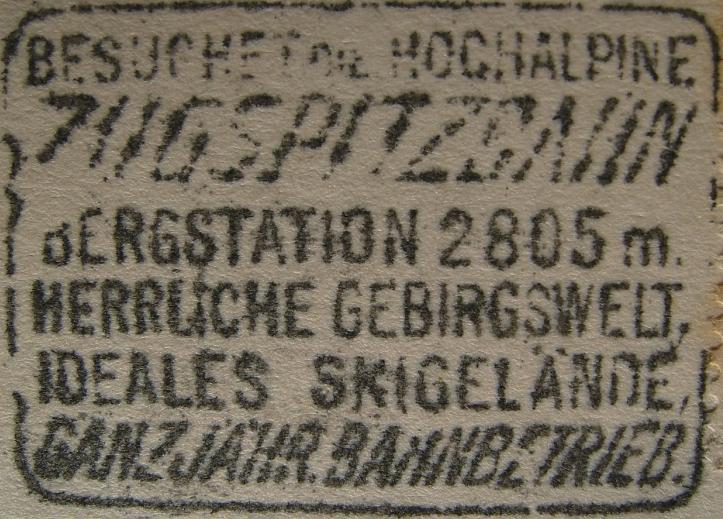 BESUCHET DIE HOCHALPINE
ZUGSPITZBAHN
BERGSTATION 2805 m.
HERRLICHE GEBIRGSWELT,
IDEALES SKIGELÄNDE,
GANZJÄHR. BAHNBETRIEB.